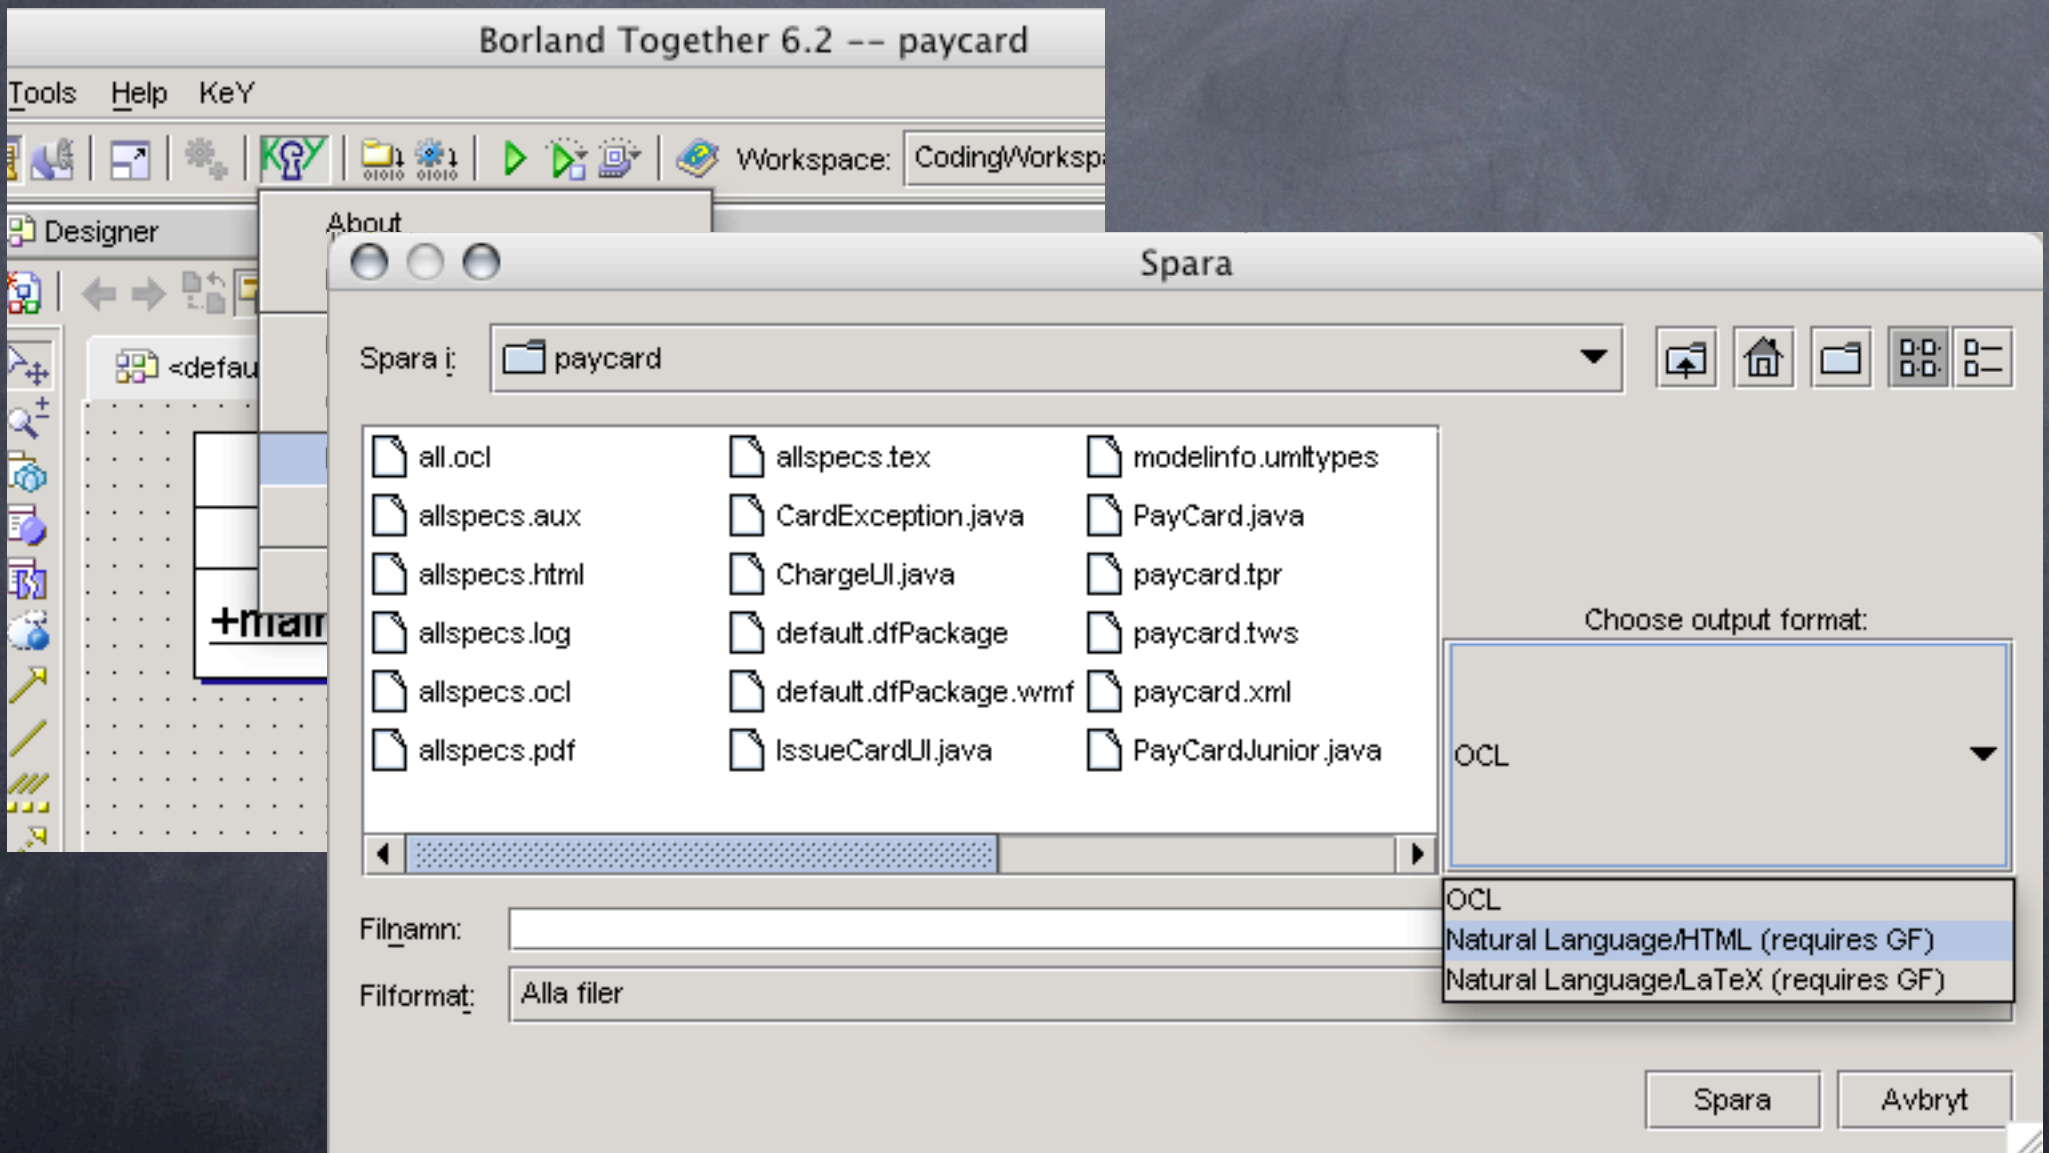 Borland Together 6.2 -- paycard
Tools Help KeY
KeY Workspace: CodingWorksp
Designer
About
Spara
<defau
Spara i: paycard
all.ocl allspecs.tex modelinfo.umltypes
allspecs.aux CardException.java PayCard.java
allspecs.html ChargeUI.java paycard.tpr
allspecs.log default.dfPackage paycard.tws
allspecs.ocl default.dfPackage.wmf paycard.xml
allspecs.pdf IssueCardUI.java PayCardJunior.java
+main
Choose output format:
OCL
OCL
Natural Language/HTML (requires GF)
Natural Language/LaTeX (requires GF)
Filnamn:
Filformat: Alla filer
Spara Avbryt